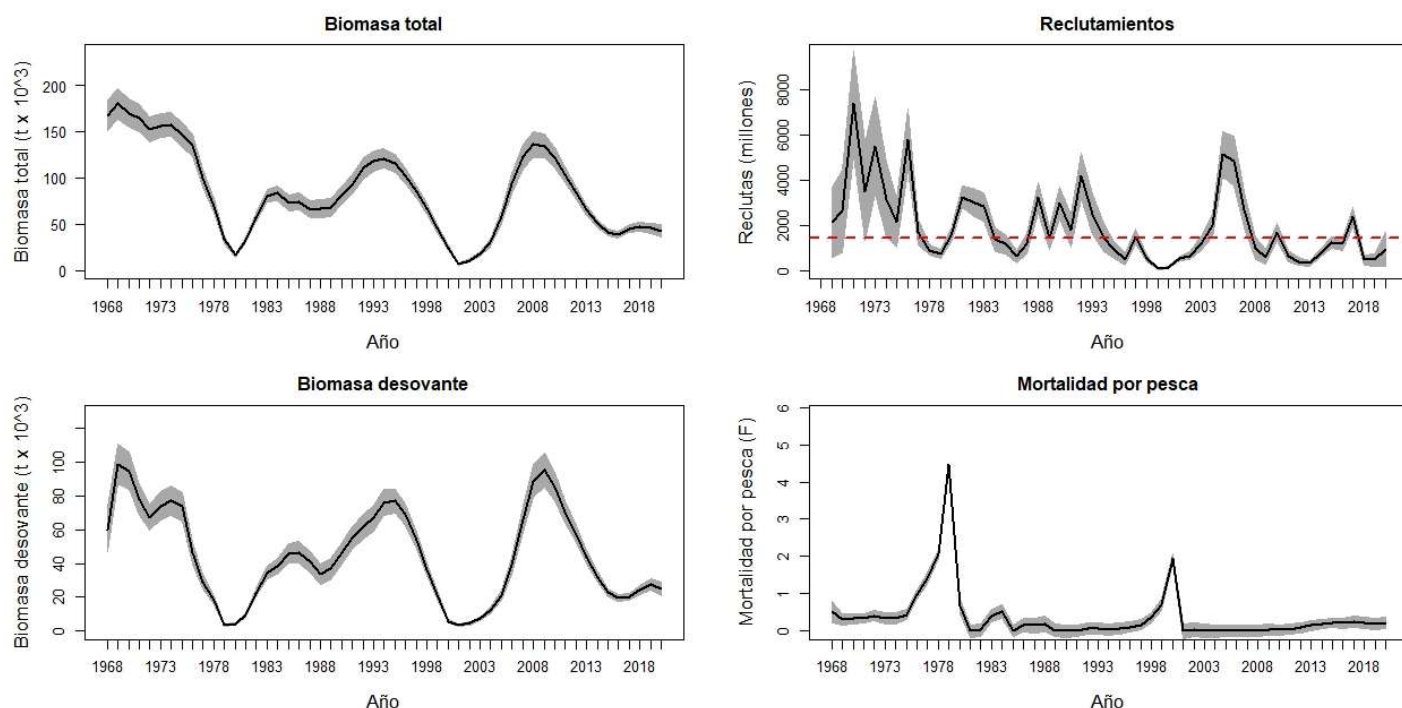 Biomasa total
Biomasa total (t x 10^3)
200
150
100
50
0
1968 1973 1978 1983 1988 1993 1998 2003 2008 2013 2018
Año
Reclutamientos
Reclutas (millones)
8000
6000
4000
2000
0
1968 1973 1978 1983 1988 1993 1998 2003 2008 2013 2018
Año
Biomasa desovante
Biomasa desovante (t x 10^3)
100
80
60
40
20
0
1968 1973 1978 1983 1988 1993 1998 2003 2008 2013 2018
Año
Mortalidad por pesca
Mortalidad por pesca (F)
6
5
4
3
2
1
0
1968 1973 1978 1983 1988 1993 1998 2003 2008 2013 2018
Año